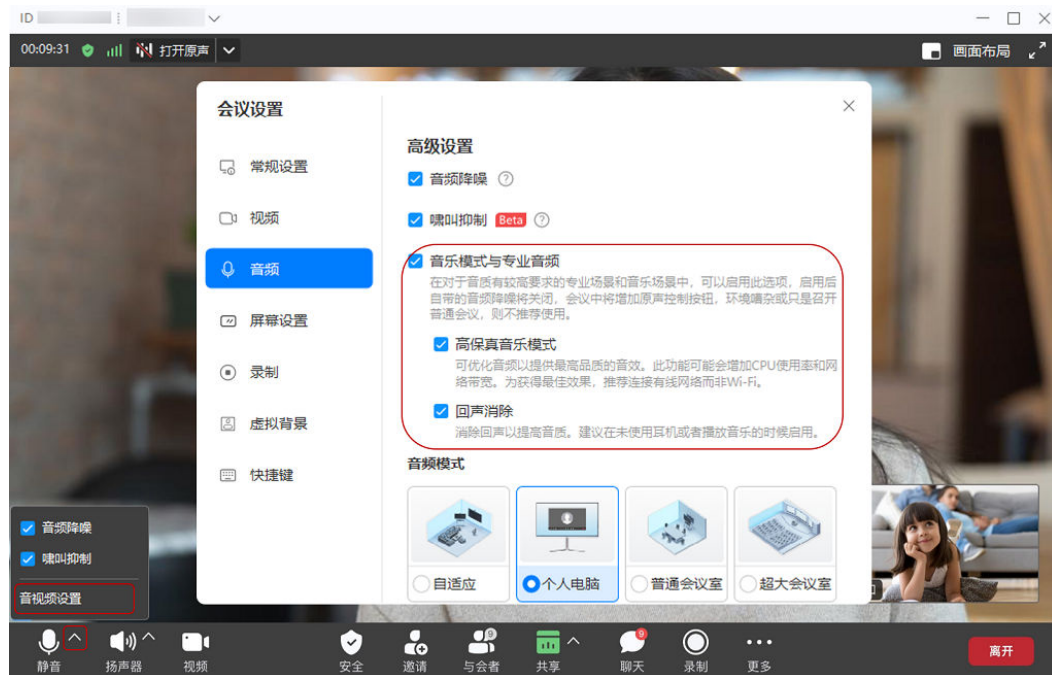 ID
00:09:31 打开原声 画面布局
会议设置
常规设置
视频
音频
屏幕设置
录制
虚拟背景
快捷键
高级设置
音频降噪
啸叫抑制 Beta
音乐模式与专业音频
在对于音质有较高要求的专业场景和音乐场景中，可以启用此选项，启用后
自带的音频降噪将关闭，会议中将增加原声控制按钮，环境嘈杂或只是召开
普通会议，则不推荐使用。
高保真音乐模式
可优化音频以提供最高品质的音效。此功能可能会增加CPU使用率和网
络带宽。为获得最佳效果，推荐连接有线网络而非Wi-Fi。
回声消除
消除回声以提高音质。建议在未使用耳机或者播放音乐的时候启用。
音频模式
自适应 个人电脑 普通会议室 超大会议室
音频降噪
啸叫抑制
音视频设置
9 9
静音 扬声器 视频 安全 邀请 与会者 共享 聊天 录制 更多 离开